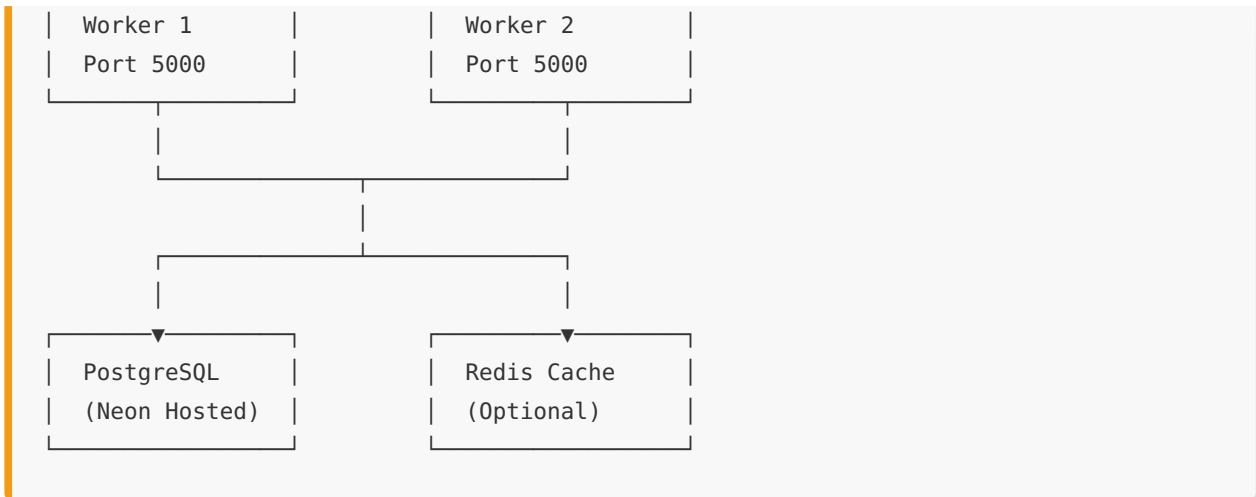 Worker 1 Worker 2
Port 5000 Port 5000
PostgreSQL Redis Cache
(Neon Hosted) (Optional)